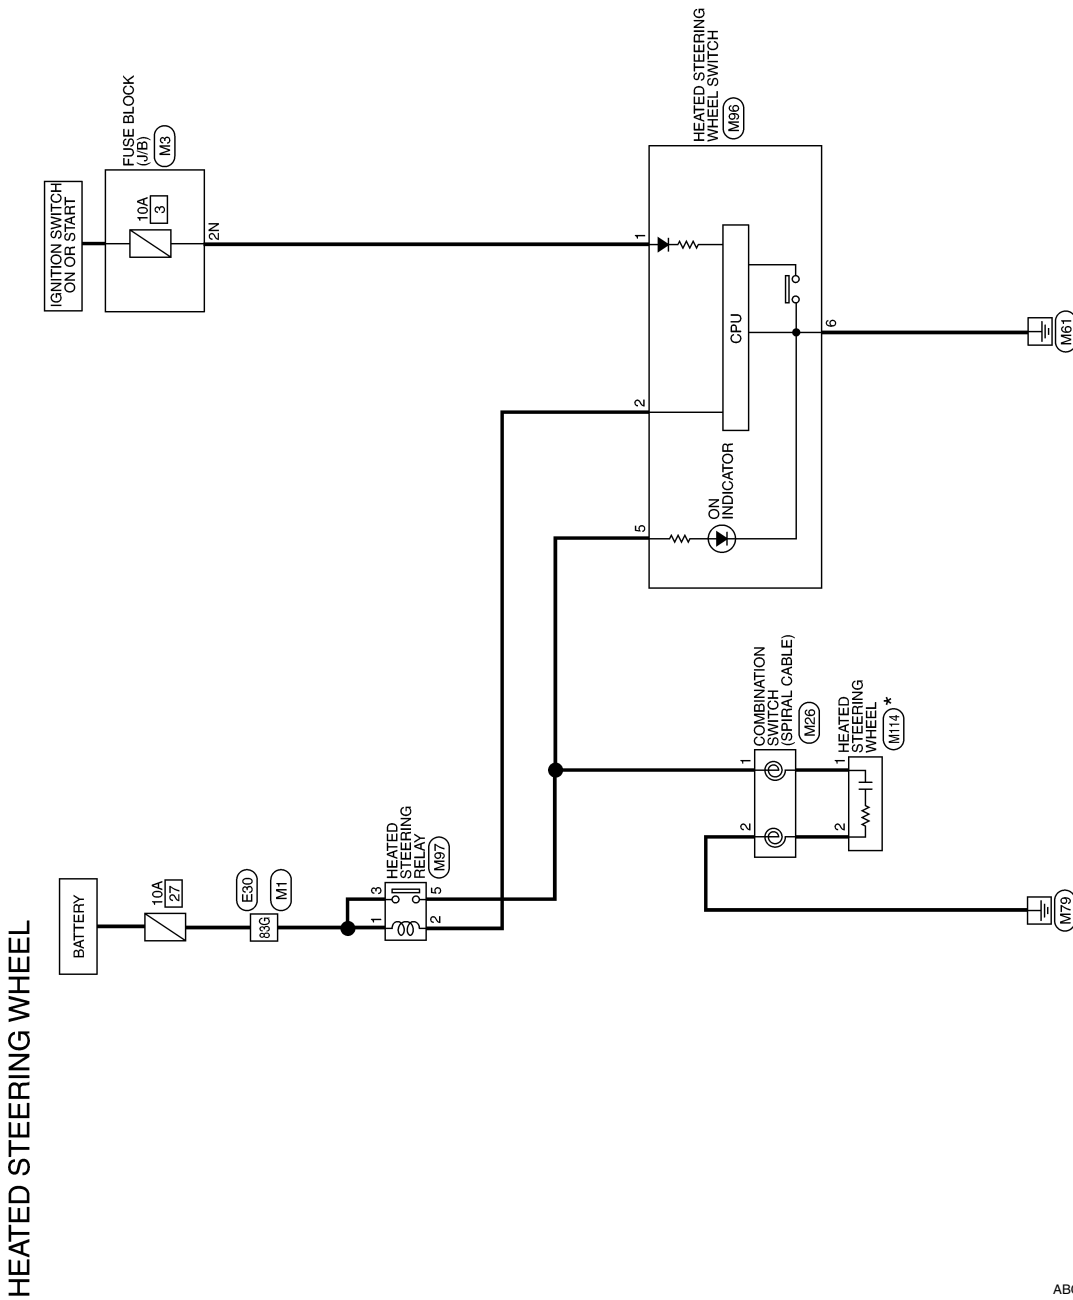 HEATED STEERING WHEEL
BATTERY
10A
27
E30
M1
83G
1
3
2
5
HEATED
STEERING
RELAY
M97
IGNITION SWITCH
ON OR START
10A
3
2N
FUSE BLOCK
(J/B)
M3
COMBINATION
SWITCH
(SPIRAL CABLE)
M26
2
1
HEATED
STEERING
WHEEL
M114
*
2
1
HEATED STEERING
WHEEL SWITCH
M96
5
2
1
ON
INDICATOR
CPU
6
M79
M61